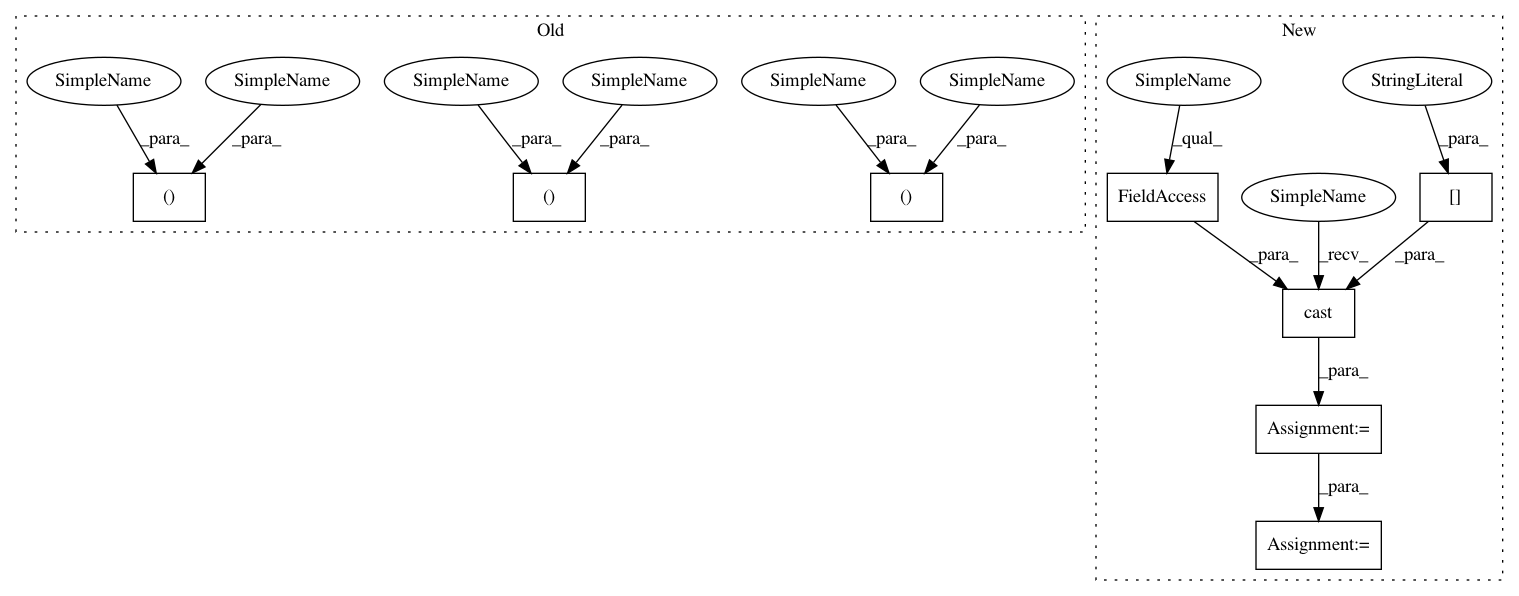 Old
New
SimpleName
SimpleName
SimpleName
SimpleName
SimpleName
SimpleName
SimpleName
StringLiteral
_para_
_para_
_para_
_para_
_para_
_para_
_qual_
_para_
()
()
()
FieldAccess
SimpleName
[]
_para_
_recv_
_para_
cast
_para_
Assignment:=
_para_
Assignment:=